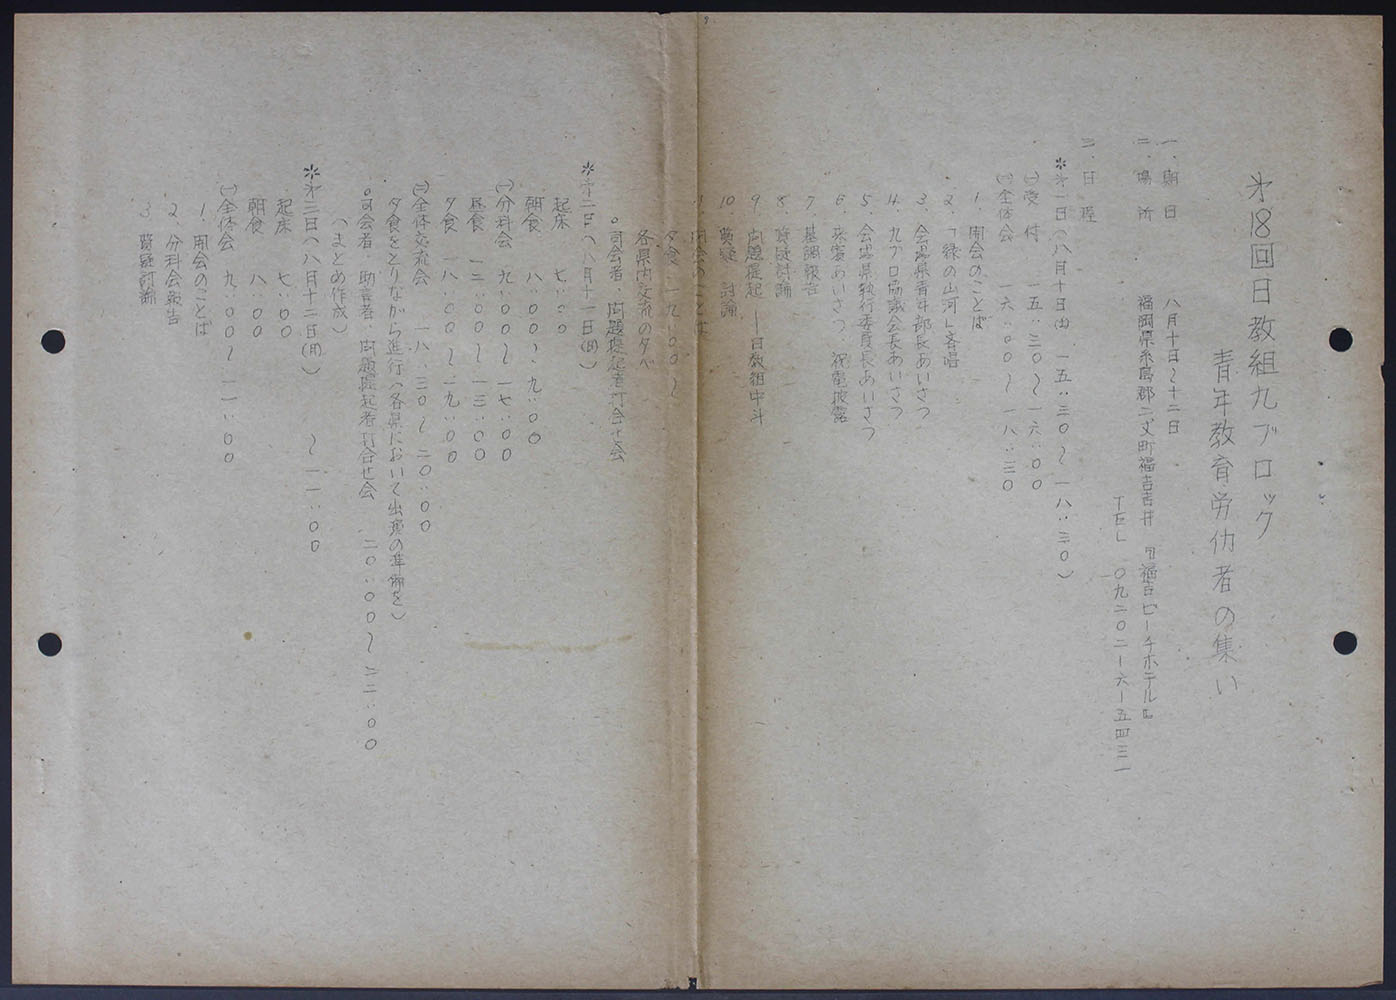 㐧18回日教組九ブロック
青年教育労仂者の集い
一、期日　八月十日〜十二日
二、場所　福岡県糸島郡二丈町福吉吉井『福吉ビーチホテル』
TEL　〇九二〇二ー六ー五四三一
三、日程
＊㐧一日（八月十日(土)、一五：三〇〜一八：三〇）
(一)受付　一五：三〇〜一六：〇〇
(二)全体会　一六：〇〇〜一八：三〇
1．開会のことば
2．「緑の山河」斉唱
3．会場県青年部長あいさつ
4．九ブロ協議会長あいさつ
5．会場県執行委員長あいさつ
6．来賓あいさつ、祝電披露
7．基調報告
8．質疑討論
9．問題提起 ― 日教組中斗
10．質疑　討論
11．閉会のことば
夕食　一九：〇〇〜
各県内交流の夕べ
○司会者、問題提起者打合せ会
＊㐧二日（八月十一日(日)）
起床　七：〇〇
朝食　八：〇〇〜九：〇〇
(一)分科会　九：〇〇〜一七：〇〇
昼食　一二：〇〇〜一三：〇〇
夕食　一八：〇〇〜一九：〇〇
(二)全体交流会　一八：三〇〜二〇：〇〇
夕食をとりながら進行（各県において出演の準備を）
○司会者、助言者、問題提起者打合せ会　二〇：〇〇〜二二：〇〇
（まとめ作成）
＊㐧三日（八月十二日(月)　〜一一：〇〇
起床　七：〇〇
朝食　八：〇〇
(一)全体会　九：〇〇〜一一：〇〇
1．開会のことば
2．分科会報告
3．質疑討論